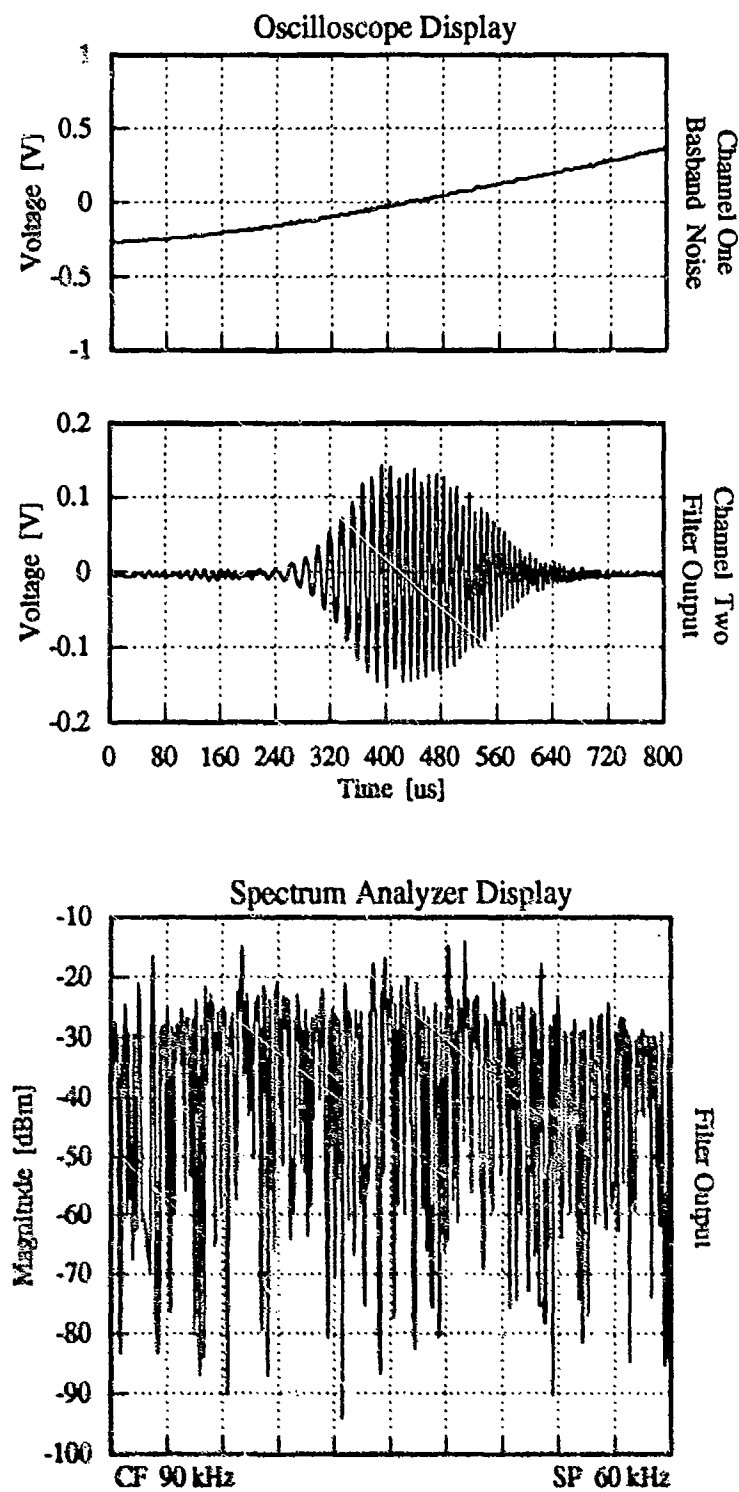 Oscilloscope Display
1
0.5
0
-0.5
-1
Voltage [V]
Channel One
Basband Noise
0.2
0.1
0
-0.1
-0.2
Voltage [V]
Channel Two
Filter Output
0 80 160 240 320 400 480 560 640 720 800
Time [us]
Spectrum Analyzer Display
-10
-20
-30
-40
-50
-60
-70
-80
-90
-100
Magnitude [dBm]
Filter Output
CF 90 kHz SP 60 kHz